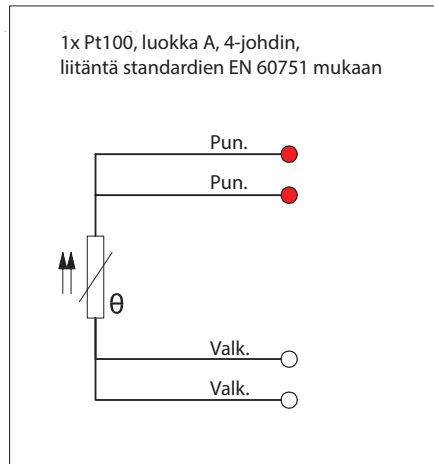 1x Pt100, luokka A, 4-johdin,
liitäntä standardien EN 60751 mukaan
Pun.
Pun.
θ
Valk.
Valk.